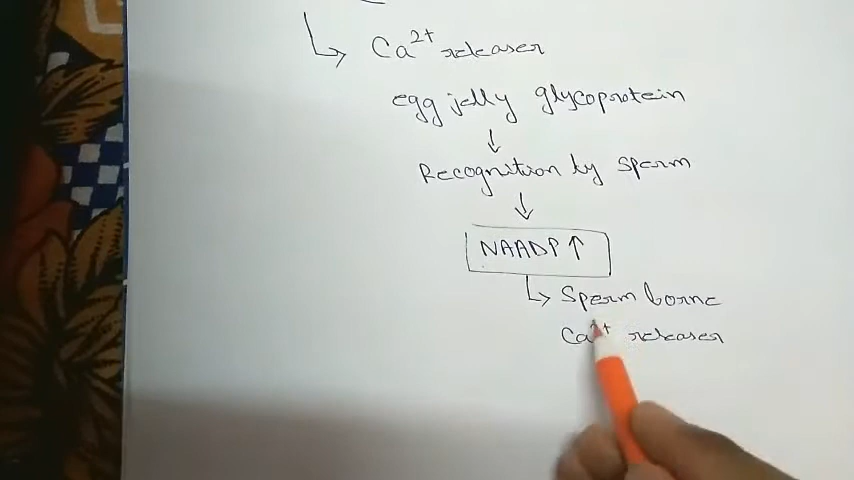 ↳ Ca²⁺ releaser
egg jelly glycoprotein
↓
Recognition by sperm
↓
NAADP ↑
↳ Sperm borne
Ca²⁺ releaser